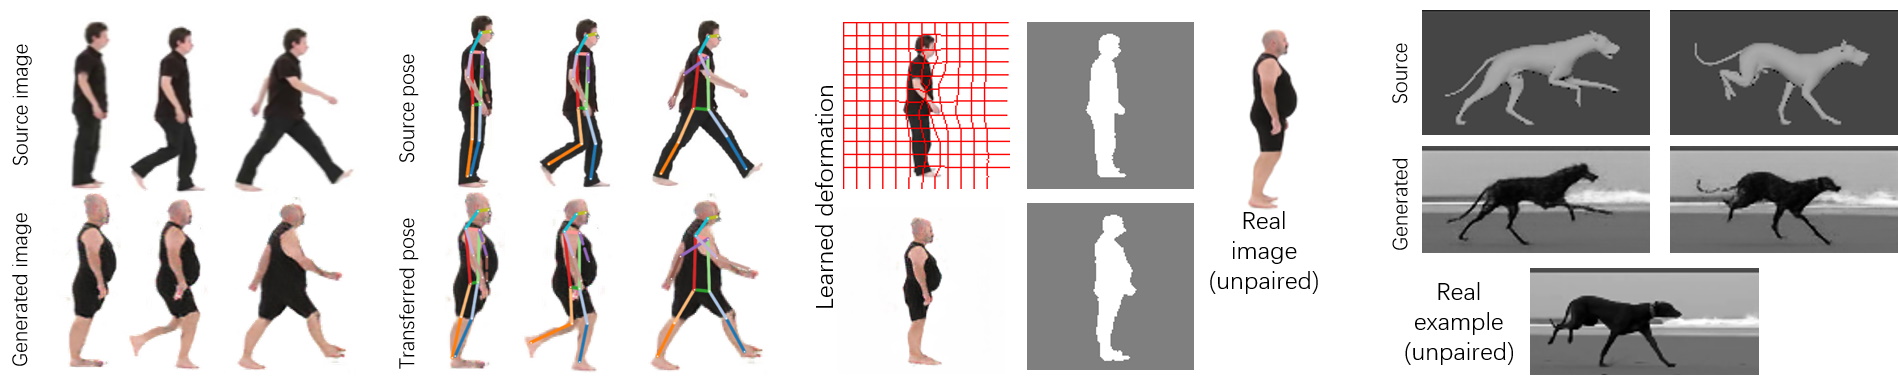 Source image
Generated image
Source pose
Transferred pose
Learned deformation
Real
image
(unpaired)
Source
Generated
Real
example
(unpaired)